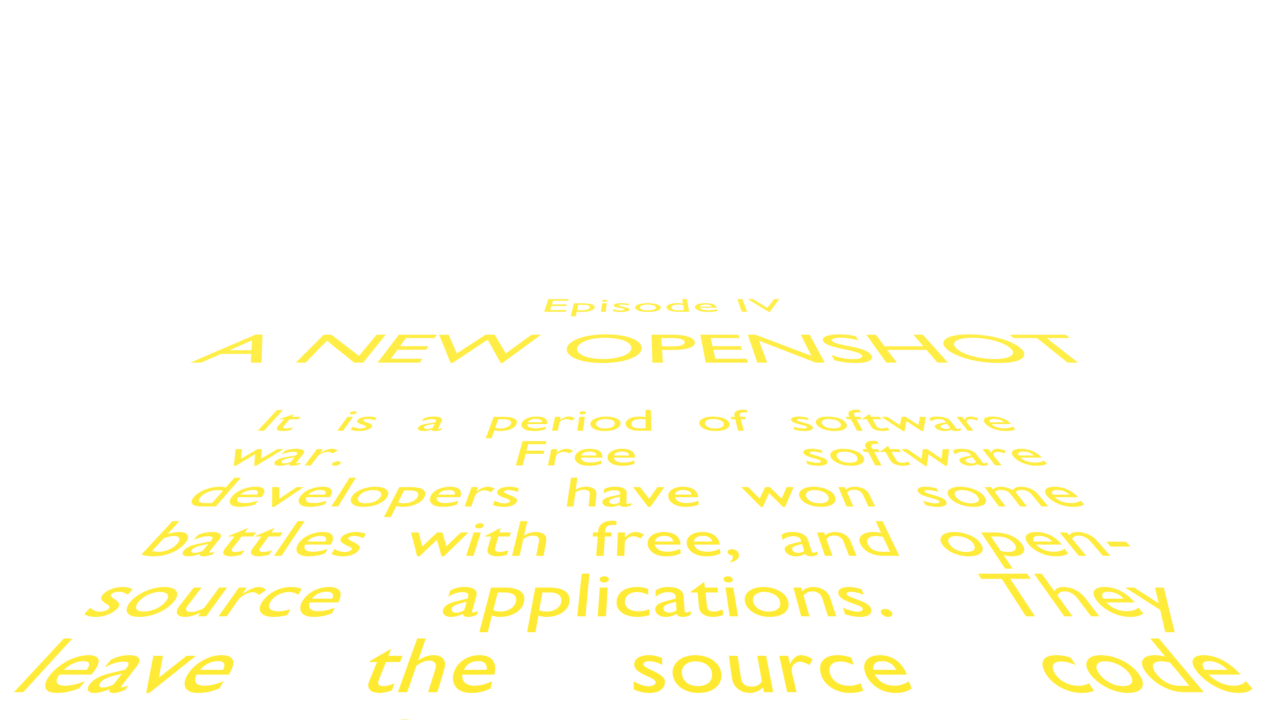 Episode IV
A NEW OPENSHOT
It is a period of software
war. Free software
developers have won some
battles with free, and open-
source applications. They
leave the source code